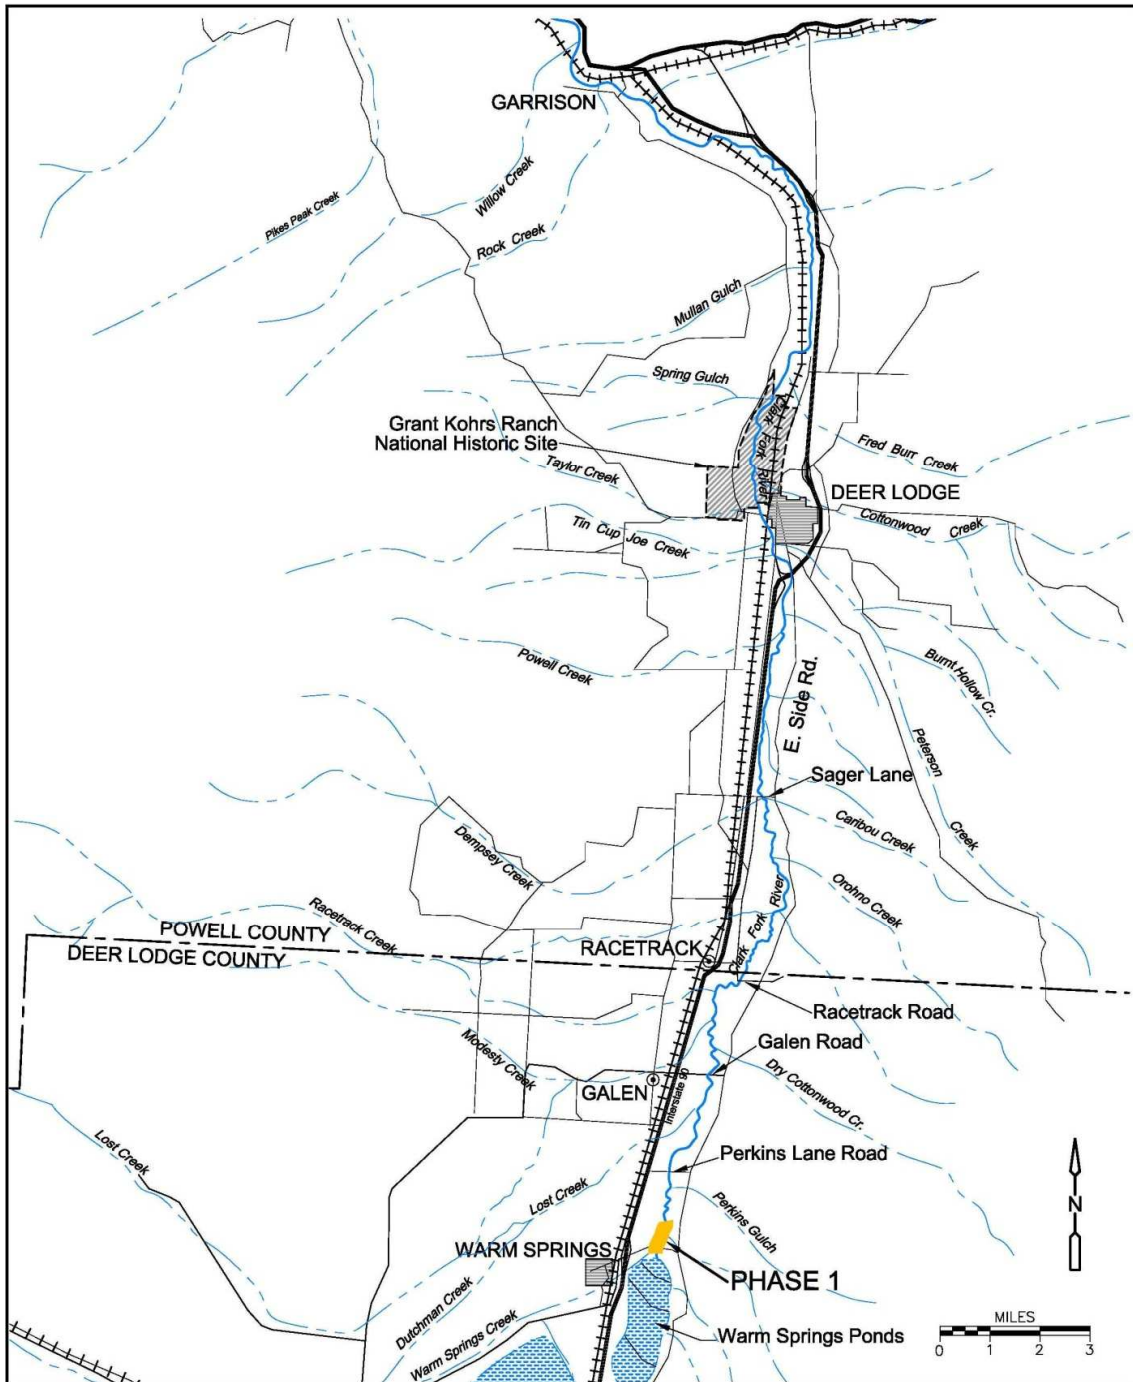 GARRISON
Willow Creek
Pikes Peak Creek
Rock Creek
Mullan Gulch
Spring Gulch
Grant Kohrs Ranch
National Historic Site
Clark Fork River
Fred Burr Creek
Taylor Creek
DEER LODGE
Cottonwood Creek
Tin Cup Joe Creek
Powell Creek
Burnt Hollow Cr.
E. Side Rd.
Peterson Creek
Sager Lane
Caribou Creek
Dempsey Creek
Orohno Creek
Racetrack Creek
Clark Fork River
POWELL COUNTY
DEER LODGE COUNTY
RACETRACK
Racetrack Road
Galen Road
Modesty Creek
Dry Cottonwood Cr.
GALEN
Interstate 90
Lost Creek
Perkins Lane Road
Lost Creek
Perkins Gulch
N
WARM SPRINGS
PHASE 1
Dutchman Creek
Warm Springs Creek
Warm Springs Ponds
MILES
0 1 2 3